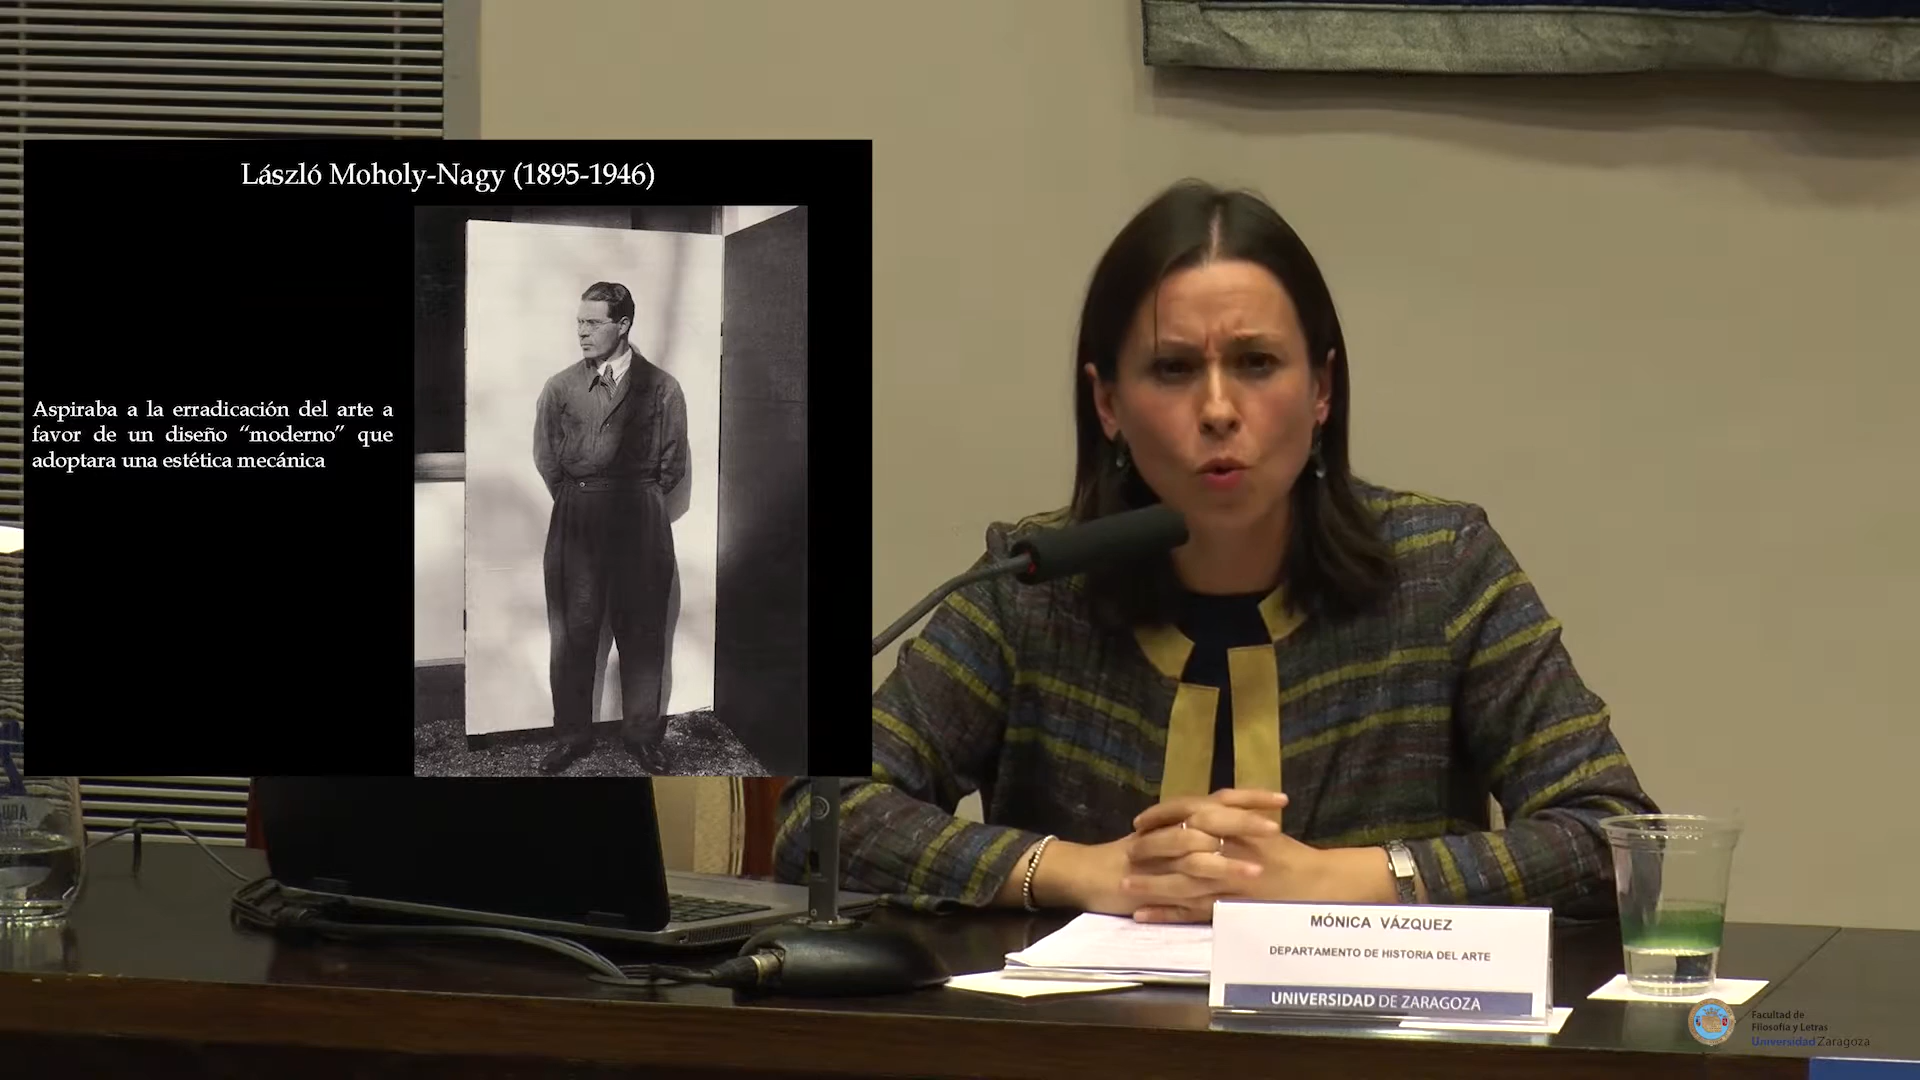 László Moholy-Nagy (1895-1946)
Aspiraba a la erradicación del arte a
favor de un diseño “moderno” que
adoptara una estética mecánica
MÓNICA VÁZQUEZ
DEPARTAMENTO DE HISTORIA DEL ARTE
UNIVERSIDAD DE ZARAGOZA
Facultad de
Filosofía y Letras
Universidad Zaragoza